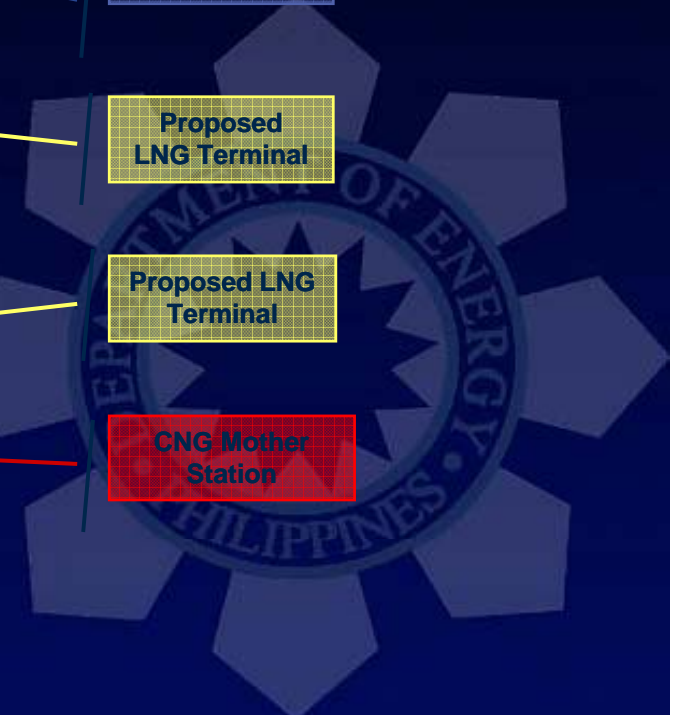 Proposed
LNG Terminal
Proposed LNG
Terminal
CNG Mother
Station
DEPARTMENT OF ENERGY
PHILIPPINES